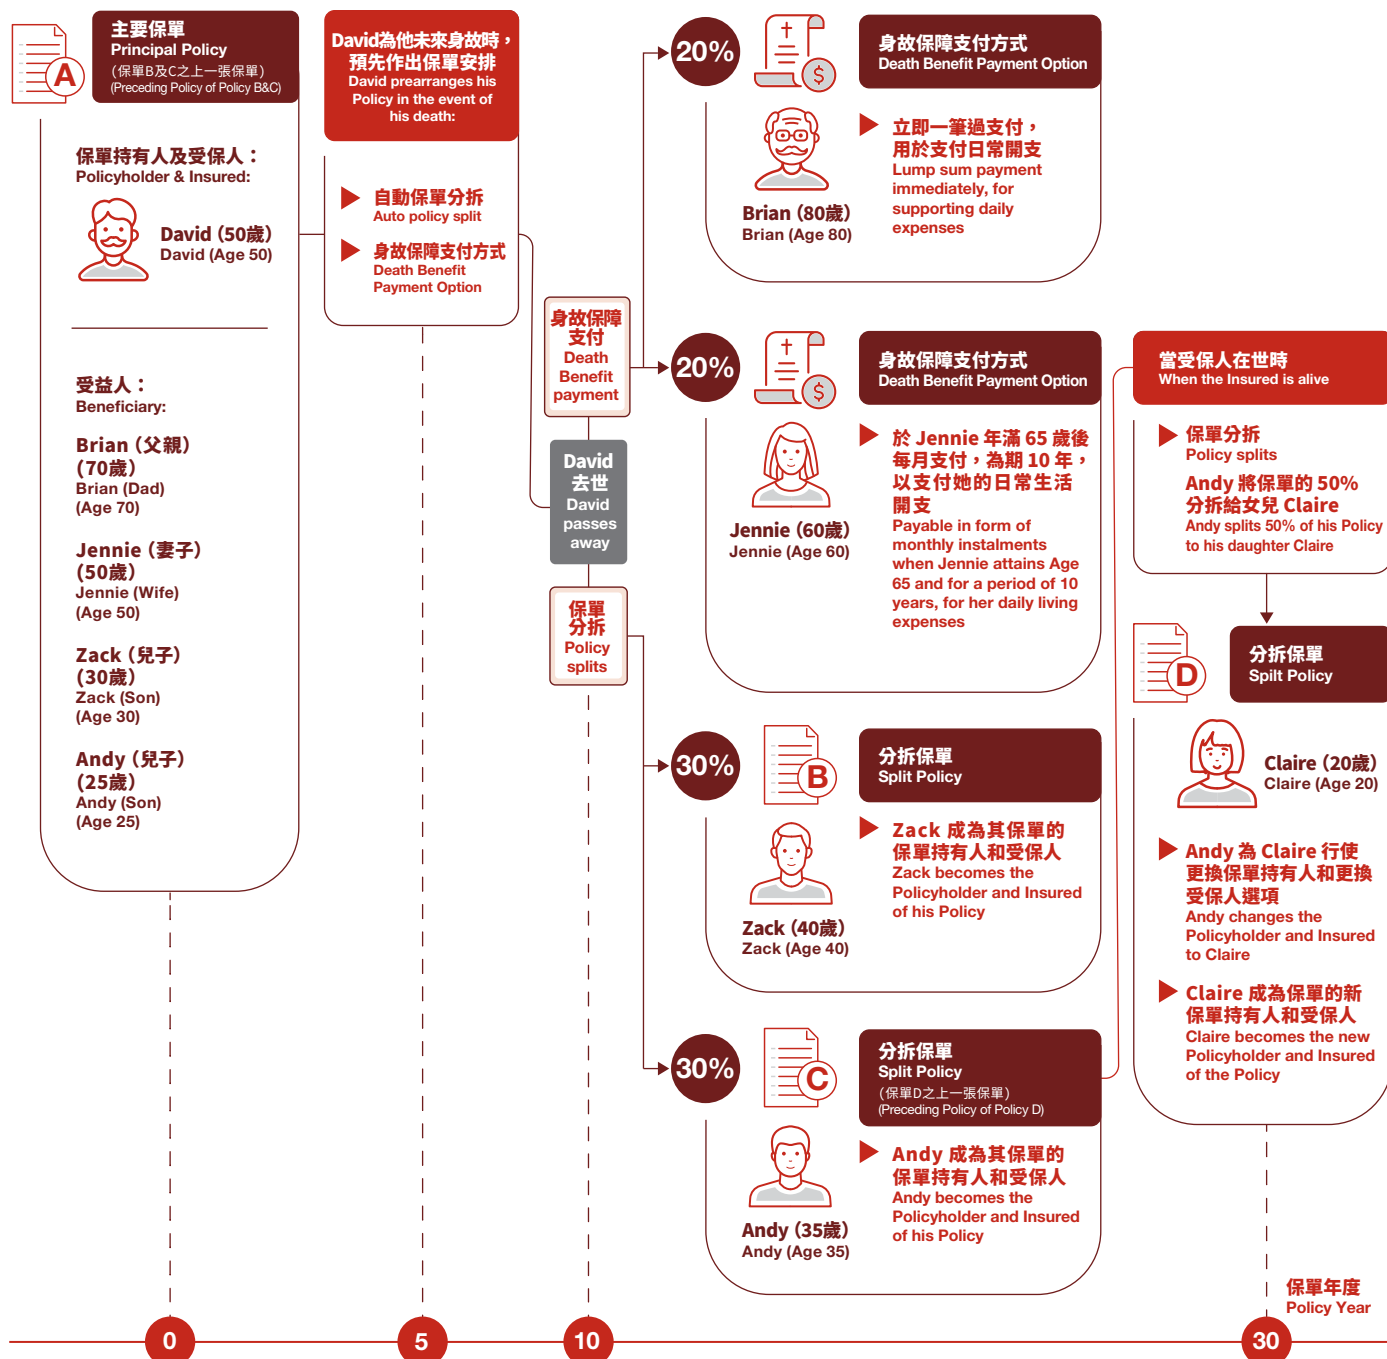 A
主要保單
Principal Policy
(保單B及C之上一張保單)
(Preceding Policy of Policy B&C)
保單持有人及受保人：
Policyholder & Insured:
David (50歲)
David (Age 50)
受益人：
Beneficiary:
Brian (父親)
(70歲)
Brian (Dad)
(Age 70)
Jennie (妻子)
(50歲)
Jennie (Wife)
(Age 50)
Zack (兒子)
(30歲)
Zack (Son)
(Age 30)
Andy (兒子)
(25歲)
Andy (Son)
(Age 25)
David為他未來身故時，
預先作出保單安排
David prearranges his
Policy in the event of
his death:
自動保單分拆
Auto policy split
身故保障支付方式
Death Benefit
Payment Option
身故保障
支付
Death
Benefit
payment
David
去世
David
passes
away
保單
分拆
Policy
splits
20%
$
身故保障支付方式
Death Benefit Payment Option
Brian (80歲)
Brian (Age 80)
立即一筆過支付，
用於支付日常開支
Lump sum payment
immediately, for
supporting daily
expenses
20%
$
身故保障支付方式
Death Benefit Payment Option
Jennie (60歲)
Jennie (Age 60)
於 Jennie 年滿 65 歲後
每月支付，為期 10 年，
以支付她的日常生活
開支
Payable in form of
monthly instalments
when Jennie attains Age
65 and for a period of 10
years, for her daily living
expenses
30%
B
分拆保單
Split Policy
Zack (40歲)
Zack (Age 40)
Zack 成為其保單的
保單持有人和受保人
Zack becomes the
Policyholder and Insured
of his Policy
30%
C
分拆保單
Split Policy
(保單D之上一張保單)
(Preceding Policy of Policy D)
Andy (35歲)
Andy (Age 35)
Andy 成為其保單的
保單持有人和受保人
Andy becomes the
Policyholder and Insured
of his Policy
當受保人在世時
When the Insured is alive
保單分拆
Policy splits
Andy 將保單的 50%
分拆給女兒 Claire
Andy splits 50% of his Policy
to his daughter Claire
D
分拆保單
Spilt Policy
Claire (20歲)
Claire (Age 20)
Andy 為 Claire 行使
更換保單持有人和更換
受保人選項
Andy changes the
Policyholder and Insured
to Claire
Claire 成為保單的新
保單持有人和受保人
Claire becomes the new
Policyholder and Insured
of the Policy
保單年度
Policy Year
0
5
10
30